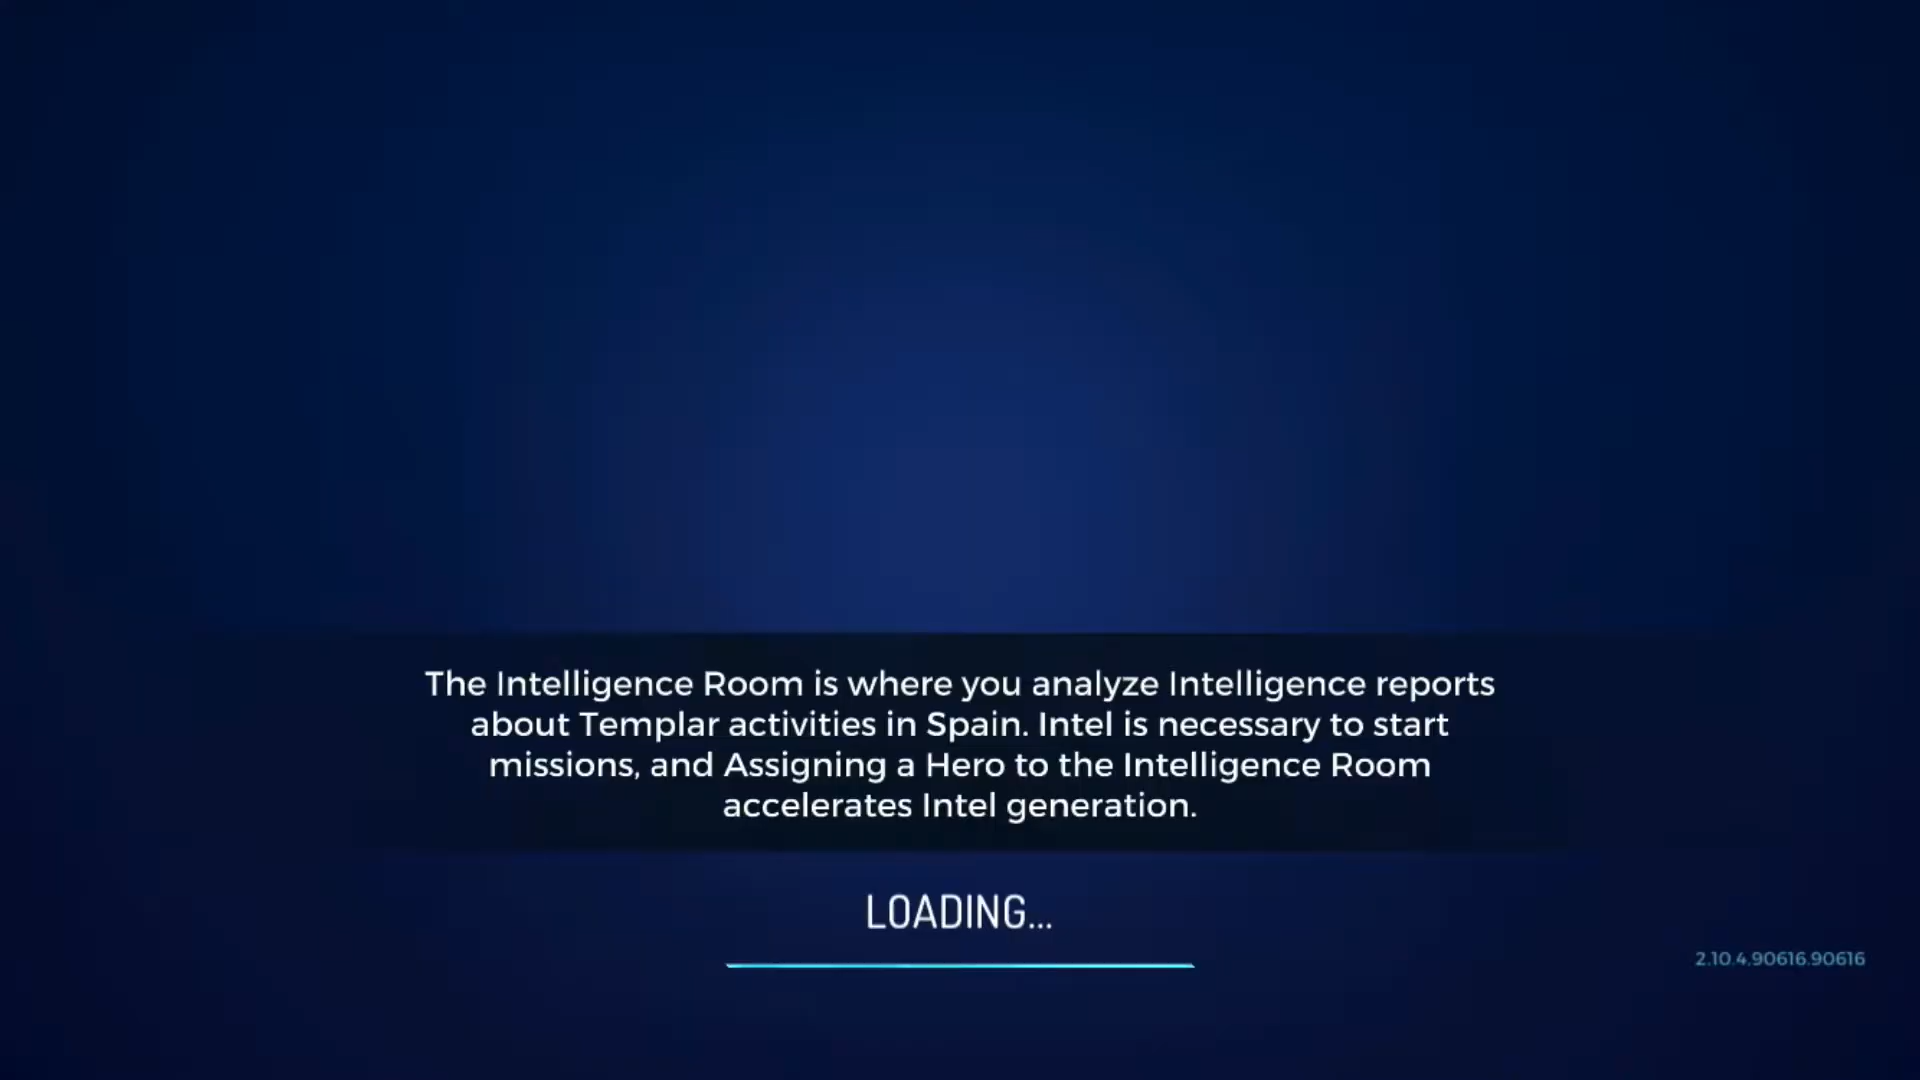 The Intelligence Room is where you analyze Intelligence reports
about Templar activities in Spain. Intel is necessary to start
missions, and Assigning a Hero to the Intelligence Room
accelerates Intel generation.
LOADING...
2.10.4.90616.90616